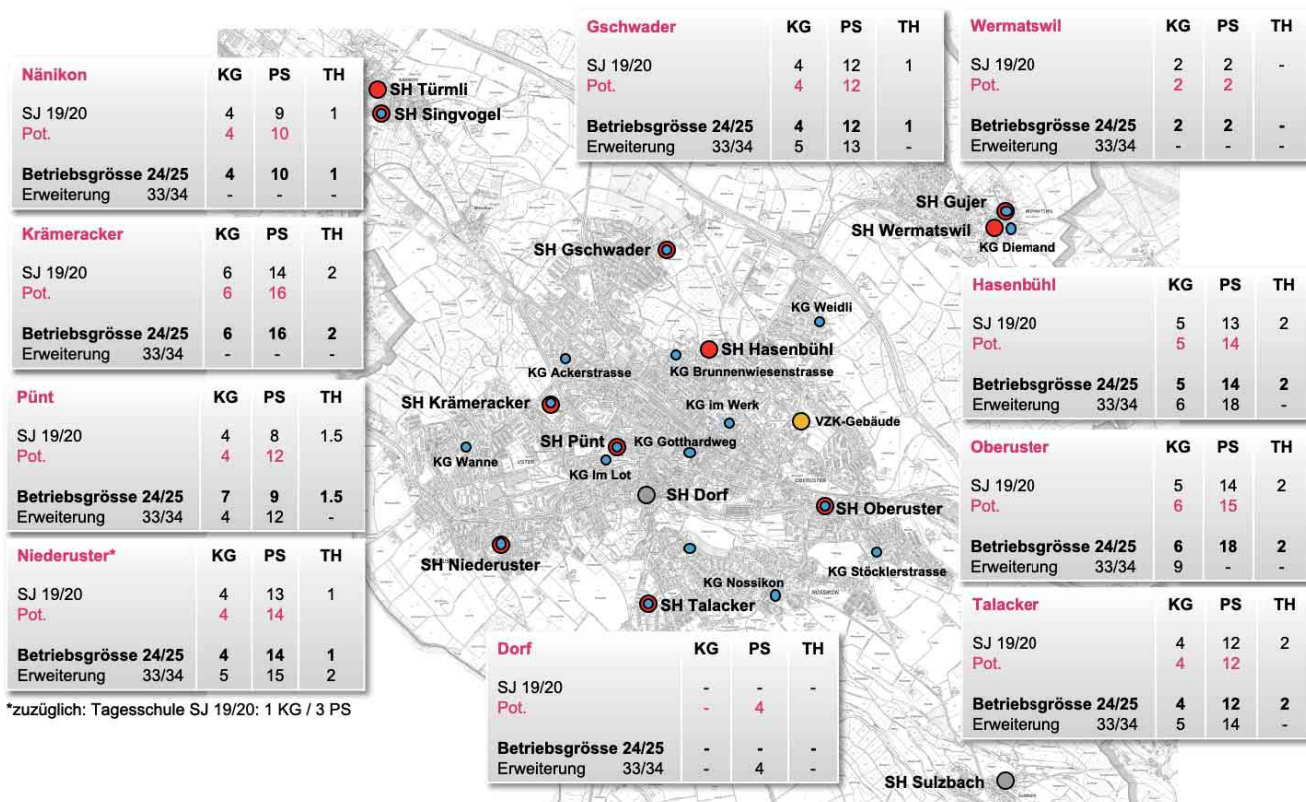 Nänikon KG PS TH
SJ 19/20 4 9 1
Pot. 4 10
Betriebsgrösse 24/25 4 10 1
Erweiterung 33/34 - - -
Krämeracker KG PS TH
SJ 19/20 6 14 2
Pot. 6 16
Betriebsgrösse 24/25 6 16 2
Erweiterung 33/34 - - -
Pünt KG PS TH
SJ 19/20 4 8 1.5
Pot. 4 12
Betriebsgrösse 24/25 7 9 1.5
Erweiterung 33/34 4 12 -
Niederuster* KG PS TH
SJ 19/20 4 13 1
Pot. 4 14
Betriebsgrösse 24/25 4 14 1
Erweiterung 33/34 5 15 2
*zuzüglich: Tagesschule SJ 19/20: 1 KG / 3 PS
Gschwader KG PS TH
SJ 19/20 4 12 1
Pot. 4 12
Betriebsgrösse 24/25 4 12 1
Erweiterung 33/34 5 13 -
Wermatswil KG PS TH
SJ 19/20 2 2 -
Pot. 2 2
Betriebsgrösse 24/25 2 2 -
Erweiterung 33/34 - - -
Hasenbühl KG PS TH
SJ 19/20 5 13 2
Pot. 5 14
Betriebsgrösse 24/25 5 14 2
Erweiterung 33/34 6 18 -
Oberuster KG PS TH
SJ 19/20 5 14 2
Pot. 6 15
Betriebsgrösse 24/25 6 18 2
Erweiterung 33/34 9 - -
Talacker KG PS TH
SJ 19/20 4 12 2
Pot. 4 12
Betriebsgrösse 24/25 4 12 2
Erweiterung 33/34 5 14 -
Dorf KG PS TH
SJ 19/20 - - -
Pot. - 4
Betriebsgrösse 24/25 - - -
Erweiterung 33/34 - 4 -
SH Türmli
SH Singvogel
SH Gujer
SH Wermatswil
KG Diemand
SH Gschwader
KG Weidli
SH Hasenbühl
KG Ackerstrasse
KG Brunnenwiesenstrasse
SH Krämeracker
KG im Werk
VZK-Gebäude
SH Pünt
KG Gotthardweg
KG Wanne
KG Im Lot
USTER
OBERUSTER
SH Dorf
SH Oberuster
SH Niederuster
KG Stöcklerstrasse
KG Nossikon
NOSSIKON
SH Talacker
SH Sulzbach